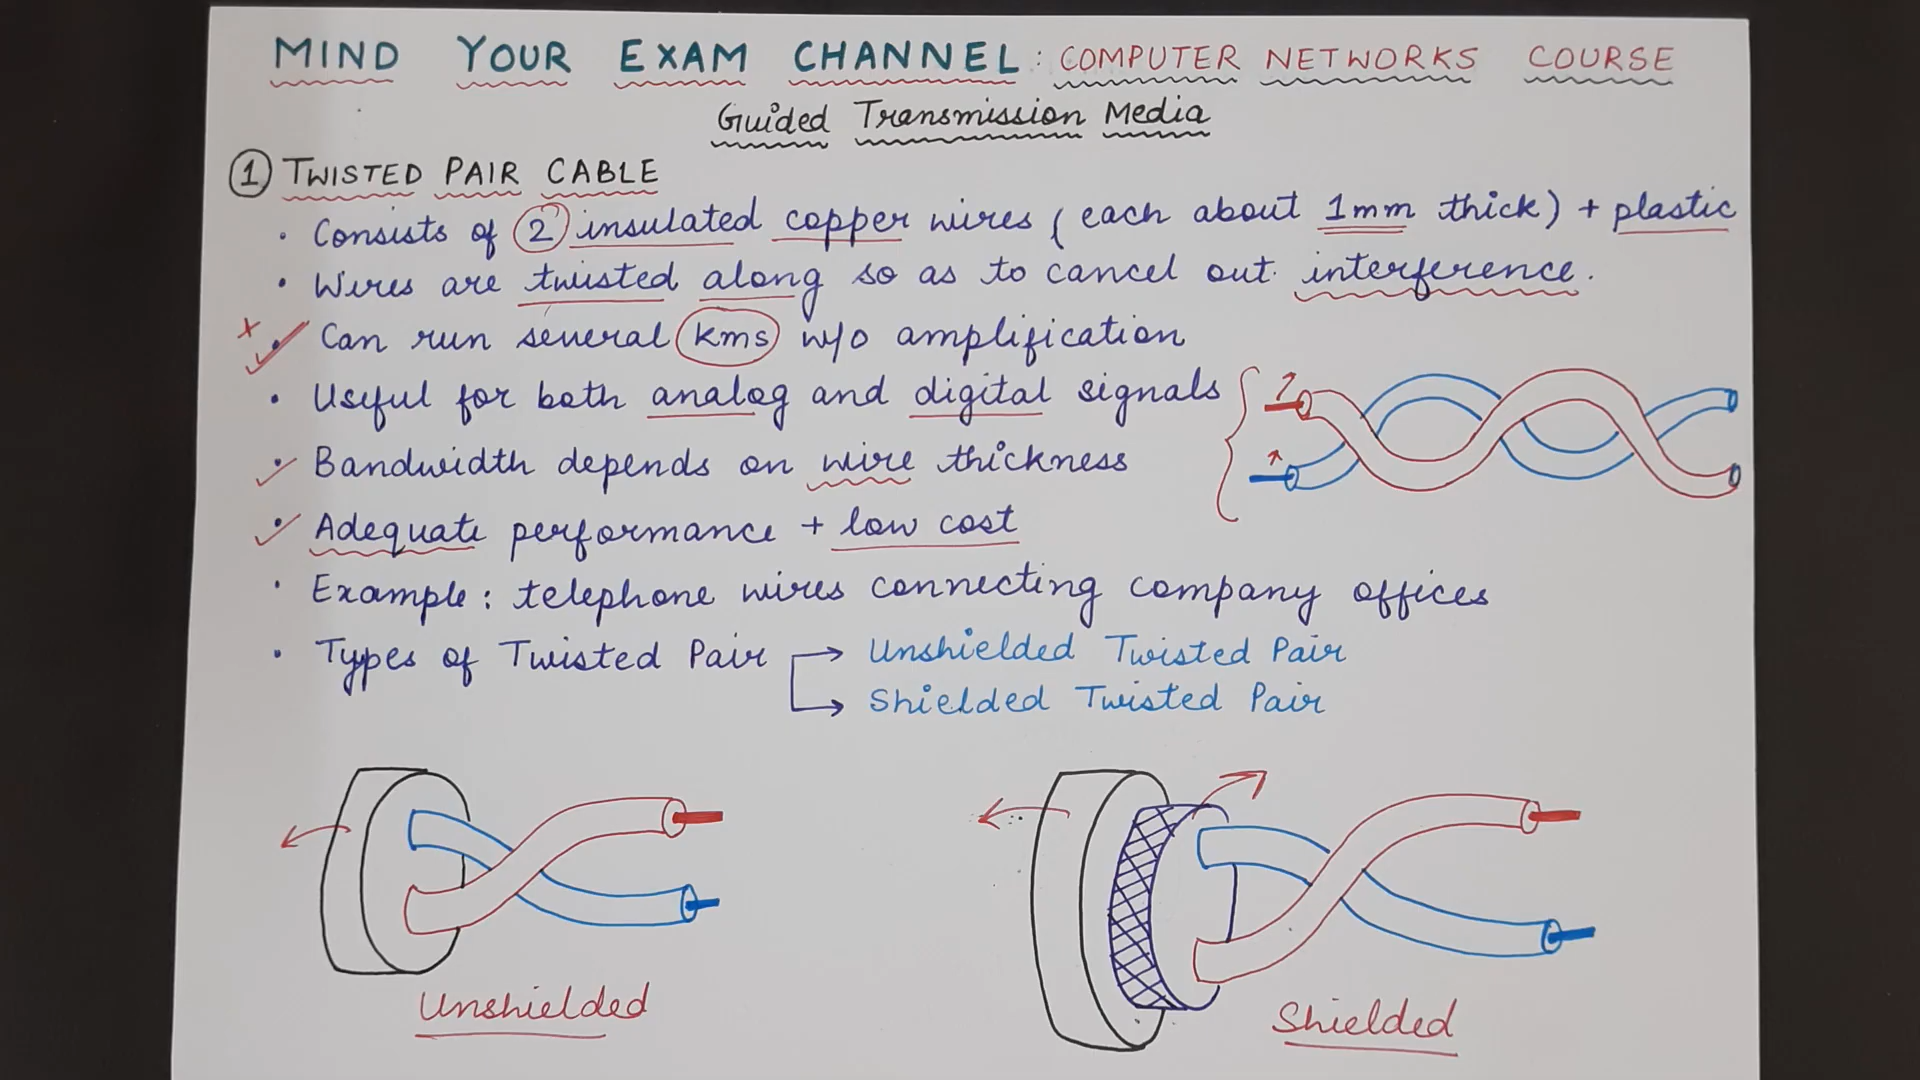 MIND YOUR EXAM CHANNEL : COMPUTER NETWORKS COURSE
Guided Transmission Media
① TWISTED PAIR CABLE
• Consists of 2 insulated copper wires (each about 1mm thick) + plastic
• Wires are twisted along so as to cancel out interference.
• Can run several kms w/o amplification
• Useful for both analog and digital signals
• Bandwidth depends on wire thickness
• Adequate performance + low cost
• Example: telephone wires connecting company offices
• Types of Twisted Pair → Unshielded Twisted Pair
→ Shielded Twisted Pair
Unshielded
Shielded